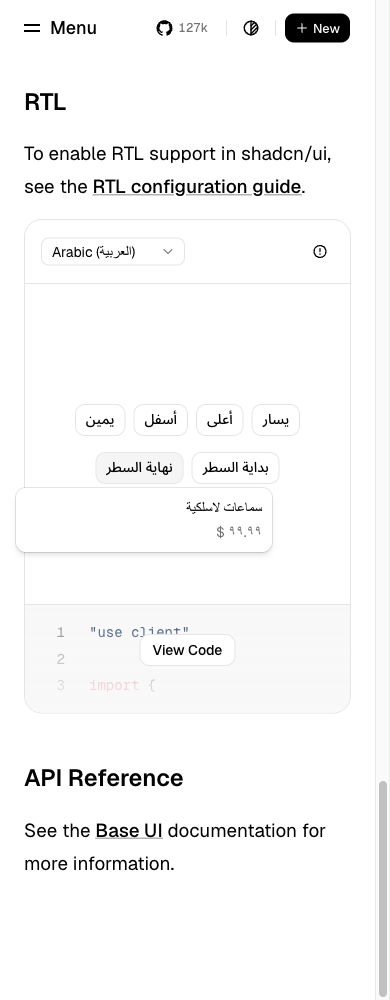 Menu
127k
New
RTL
To enable RTL support in shadcn/ui,
see the RTL configuration guide.
Arabic (العربية)
يسار
أعلى
أسفل
يمين
بداية السطر
نهاية السطر
سماعات لاسلكية
٩٩.٩٩ $
1 "use client"
View Code
2
3 import {
API Reference
See the Base UI documentation for
more information.